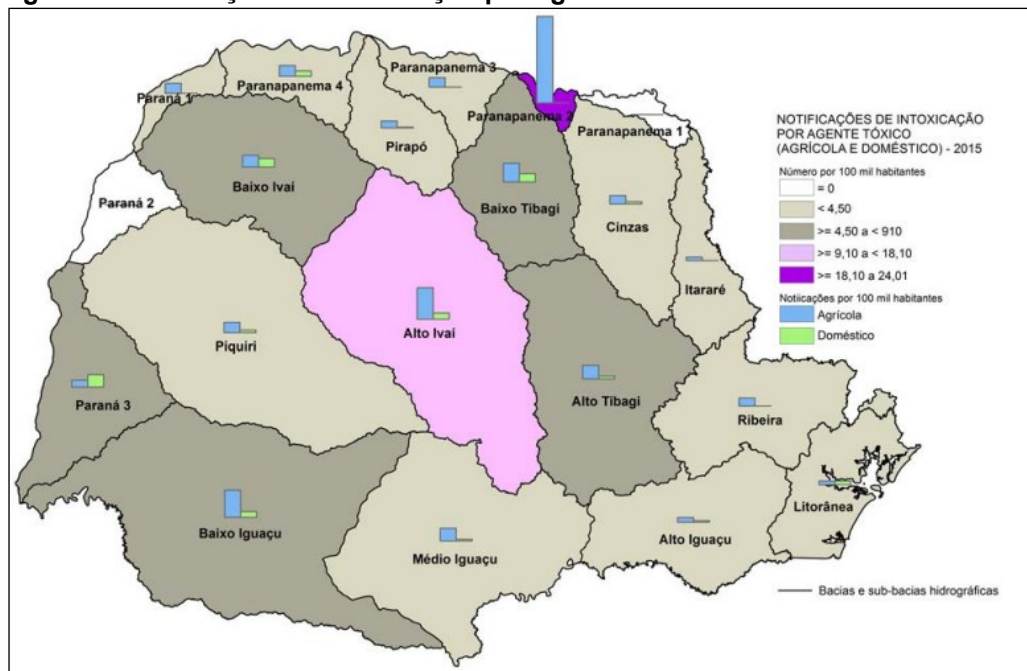 Paranapanema 3
Paraná 1
Paranapanema 4
Paranapanema 2
Paranapanema 1
Pirapó
Baixo Ivaí
Baixo Tibagi
Paraná 2
Cinzas
Itararé
Piquiri
Alto Ivaí
Alto Tibagi
Paraná 3
Ribeira
Litorânea
Baixo Iguaçu
Médio Iguaçu
Alto Iguaçu
NOTIFICAÇÕES DE INTOXICAÇÃO
POR AGENTE TÓXICO
(AGRÍCOLA E DOMÉSTICO) - 2015
Número por 100 mil habitantes
= 0
< 4,50
>= 4,50 a < 910
>= 9,10 a < 18,10
>= 18,10 a 24,01
Notiicações por 100 mil habitantes
Agrícola
Doméstico
Bacias e sub-bacias hidrográficas